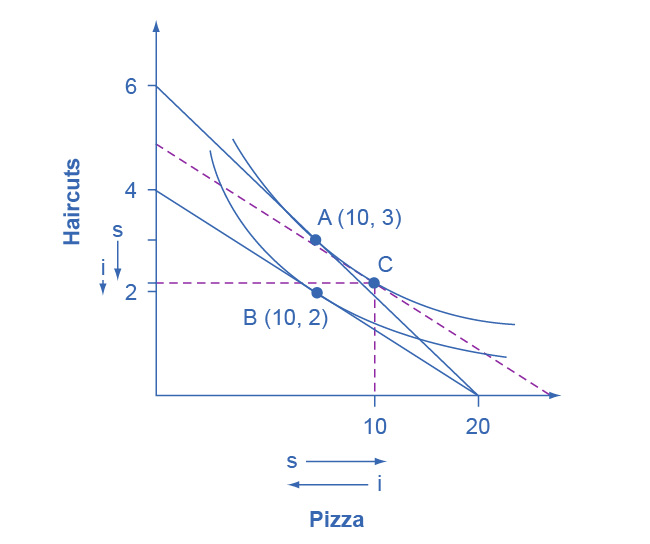 6
Haircuts
4
s
A (10, 3)
i
C
2
B (10, 2)
10
20
s
i
Pizza